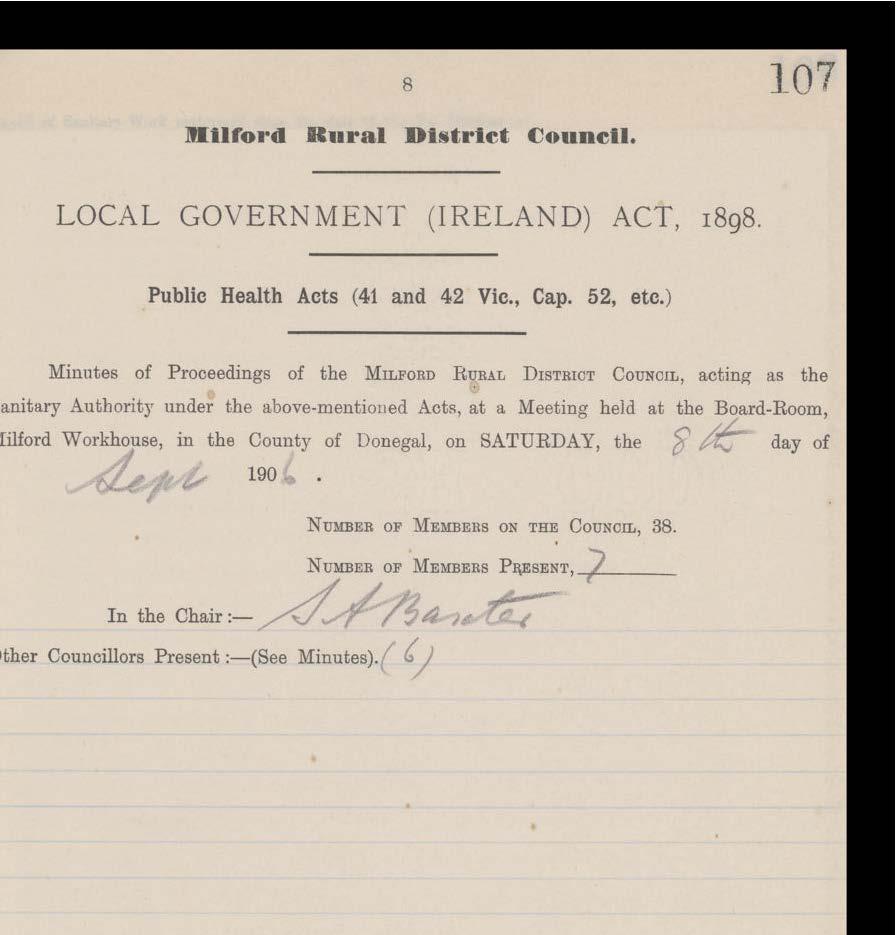 8
107
Milford Rural District Council.
LOCAL GOVERNMENT (IRELAND) ACT, 1898.
Public Health Acts (41 and 42 Vic., Cap. 52, etc.)
Minutes of Proceedings of the MILFORD RURAL DISTRICT COUNCIL, acting as the
anitary Authority under the above-mentioned Acts, at a Meeting held at the Board-Room,
ilford Workhouse, in the County of Donegal, on SATURDAY, the 8th day of
Sept 1906.
NUMBER OF MEMBERS ON THE COUNCIL, 38.
NUMBER OF MEMBERS PRESENT, 7
In the Chair:— S A Baxter
ther Councillors Present:—(See Minutes). (6)